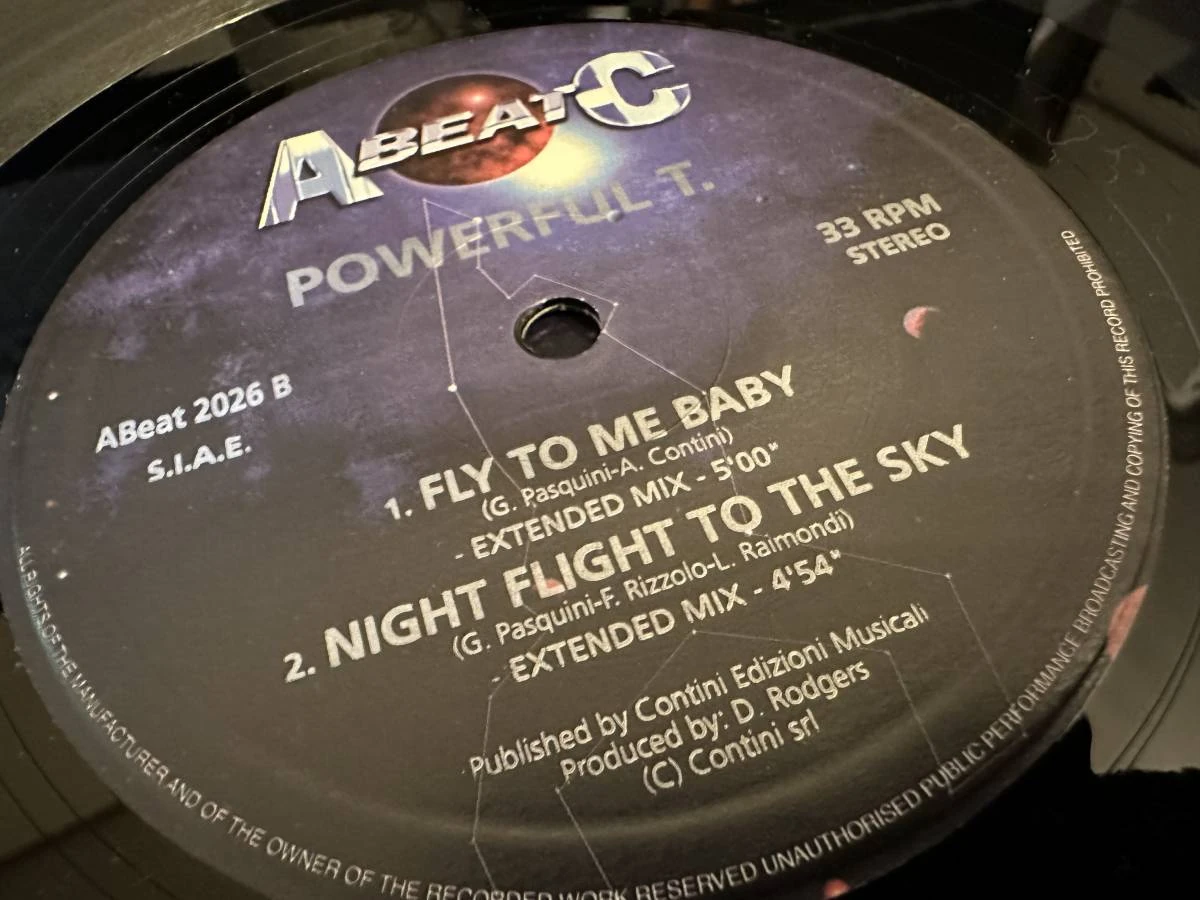 ABEATC
POWERFUL T.
33 RPM
STEREO
ABeat 2026 B
S.I.A.E.
1. FLY TO ME BABY
(G. Pasquini-A. Contini)
- EXTENDED MIX - 5'00"
2. NIGHT FLIGHT TO THE SKY
(G. Pasquini-F. Rizzolo-L. Raimondi)
- EXTENDED MIX - 4'54"
Published by Contini Edizioni Musicali
Produced by: D. Rodgers
(C) Contini srl
ALL RIGHTS OF THE MANUFACTURER AND OF THE OWNER OF THE RECORDED WORK RESERVED UNAUTHORISED PUBLIC PERFORMANCE BROADCASTING AND COPYING OF THIS RECORD PROHIBITED